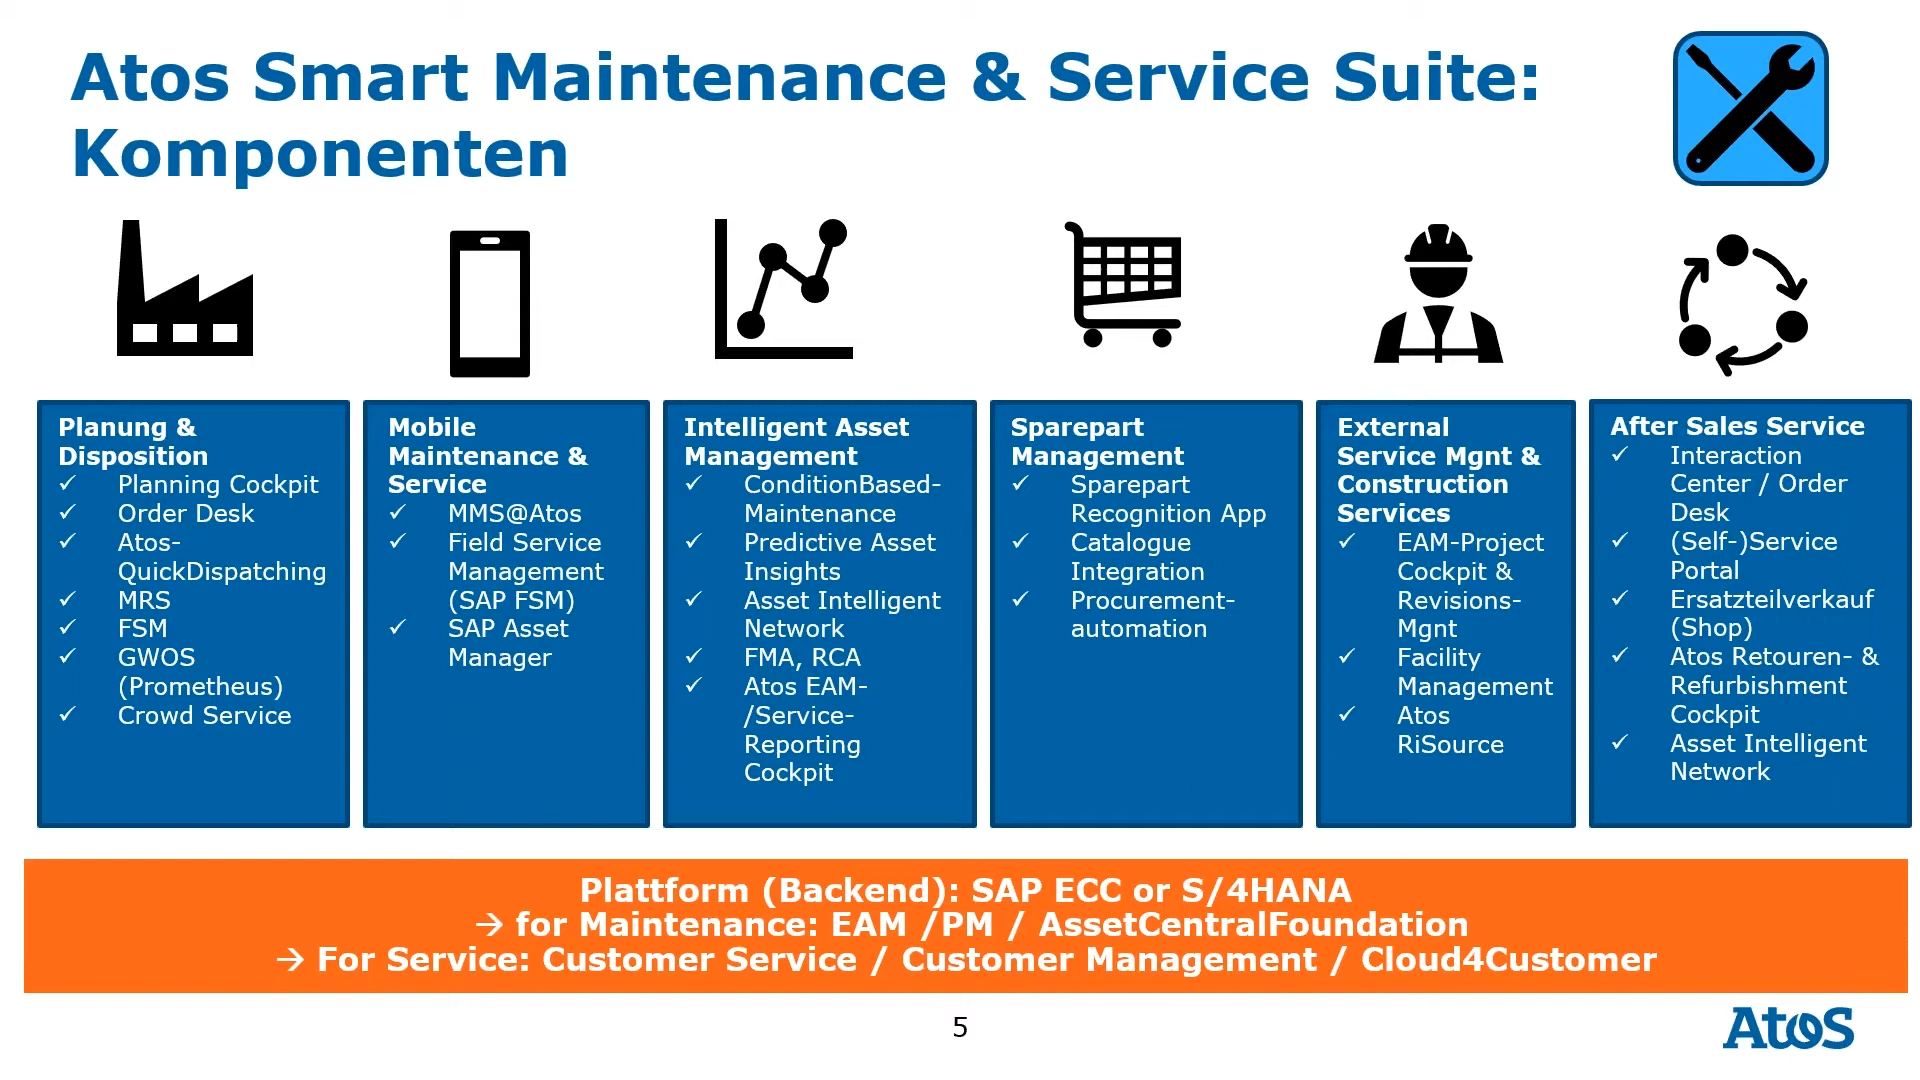 Atos Smart Maintenance & Service Suite:
Komponenten
Planung &
Disposition
✓ Planning Cockpit
✓ Order Desk
✓ Atos-
QuickDispatching
✓ MRS
✓ FSM
✓ GWOS
(Prometheus)
✓ Crowd Service
Mobile
Maintenance &
Service
✓ MMS@Atos
✓ Field Service
Management
(SAP FSM)
✓ SAP Asset
Manager
Intelligent Asset
Management
✓ ConditionBased-
Maintenance
✓ Predictive Asset
Insights
✓ Asset Intelligent
Network
✓ FMA, RCA
✓ Atos EAM-
/Service-
Reporting
Cockpit
Sparepart
Management
✓ Sparepart
Recognition App
✓ Catalogue
Integration
✓ Procurement-
automation
External
Service Mgnt &
Construction
Services
✓ EAM-Project
Cockpit &
Revisions-
Mgnt
✓ Facility
Management
✓ Atos
RiSource
After Sales Service
✓ Interaction
Center / Order
Desk
✓ (Self-)Service
Portal
✓ Ersatzteilverkauf
(Shop)
✓ Atos Retouren- &
Refurbishment
Cockpit
✓ Asset Intelligent
Network
Plattform (Backend): SAP ECC or S/4HANA
→ for Maintenance: EAM /PM / AssetCentralFoundation
→ For Service: Customer Service / Customer Management / Cloud4Customer
5
Atos